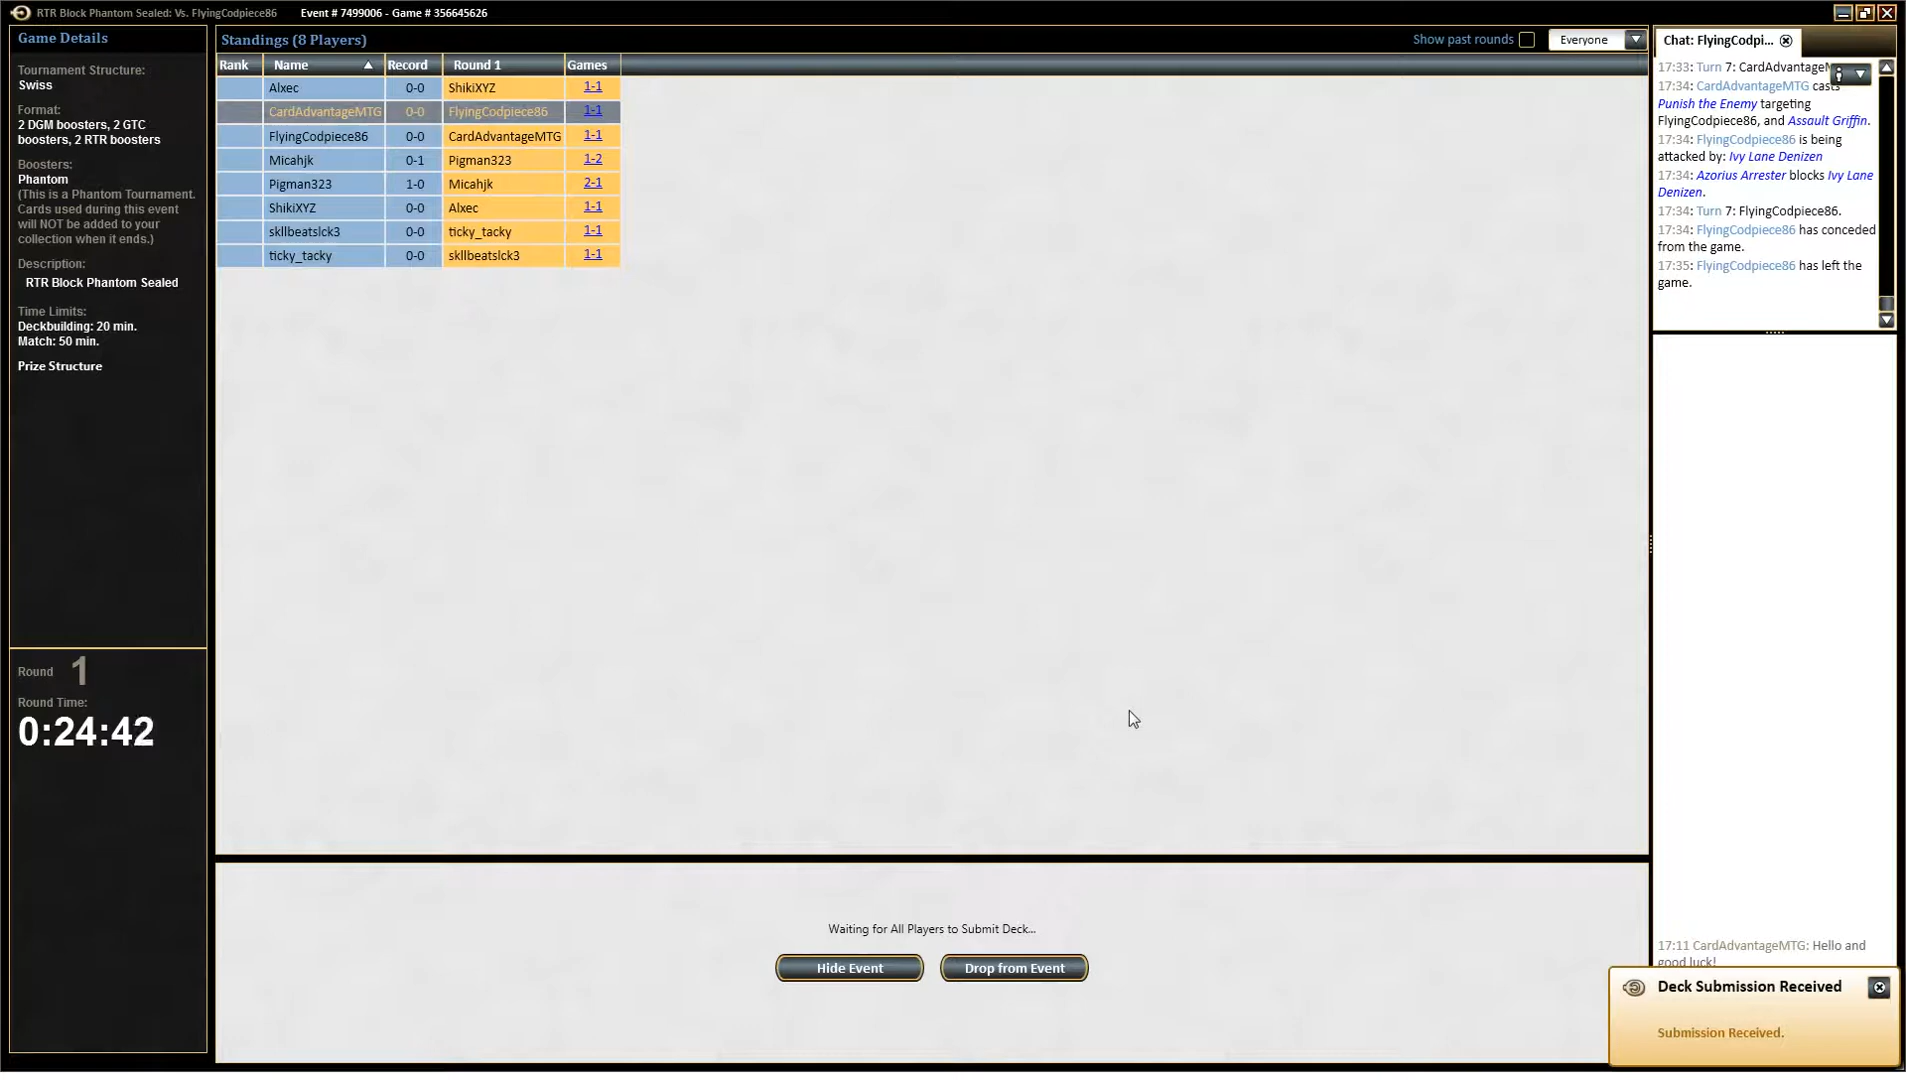 RTR Block Phantom Sealed: Vs. FlyingCodpiece86 Event # 7499006 - Game # 356645626
Game Details
Tournament Structure:
Swiss
Format:
2 DGM boosters, 2 GTC
boosters, 2 RTR boosters
Boosters:
Phantom
(This is a Phantom Tournament.
Cards used during this event
will NOT be added to your
collection when it ends.)
Description:
RTR Block Phantom Sealed
Time Limits:
Deckbuilding: 20 min.
Match: 50 min.
Prize Structure
Round 1
Round Time:
0:24:42
Standings (8 Players) Show past rounds Everyone
Rank Name Record Round 1 Games
Alxec 0-0 ShikiXYZ 1-1
CardAdvantageMTG 0-0 FlyingCodpiece86 1-1
FlyingCodpiece86 0-0 CardAdvantageMTG 1-1
Micahjk 0-1 Pigman323 1-2
Pigman323 1-0 Micahjk 2-1
ShikiXYZ 0-0 Alxec 1-1
skllbeatslck3 0-0 ticky_tacky 1-1
ticky_tacky 0-0 skllbeatslck3 1-1
Waiting for All Players to Submit Deck...
Hide Event Drop from Event
Chat: FlyingCodpi...
17:33: Turn 7: CardAdvantage
17:34: CardAdvantageMTG casts
Punish the Enemy targeting
FlyingCodpiece86, and Assault Griffin.
17:34: FlyingCodpiece86 is being
attacked by: Ivy Lane Denizen
17:34: Azorius Arrester blocks Ivy Lane
Denizen.
17:34: Turn 7: FlyingCodpiece86.
17:34: FlyingCodpiece86 has conceded
from the game.
17:35: FlyingCodpiece86 has left the
game.
17:11 CardAdvantageMTG: Hello and
good luck!
Deck Submission Received
Submission Received.